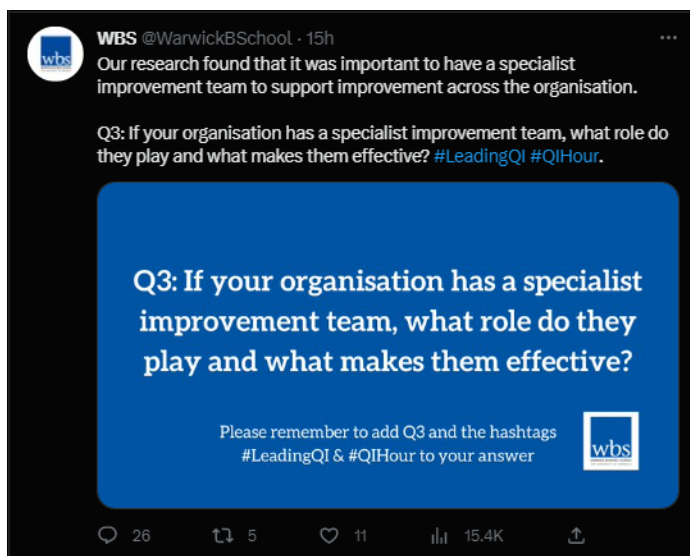 WBS @WarwickBSchool · 15h
Our research found that it was important to have a specialist
improvement team to support improvement across the organisation.
Q3: If your organisation has a specialist improvement team, what role do
they play and what makes them effective? #LeadingQI #QIHour.
Q3: If your organisation has a specialist
improvement team, what role do they
play and what makes them effective?
Please remember to add Q3 and the hashtags
#LeadingQI & #QIHour to your answer
wbs
26 5 11 15.4K
wbs